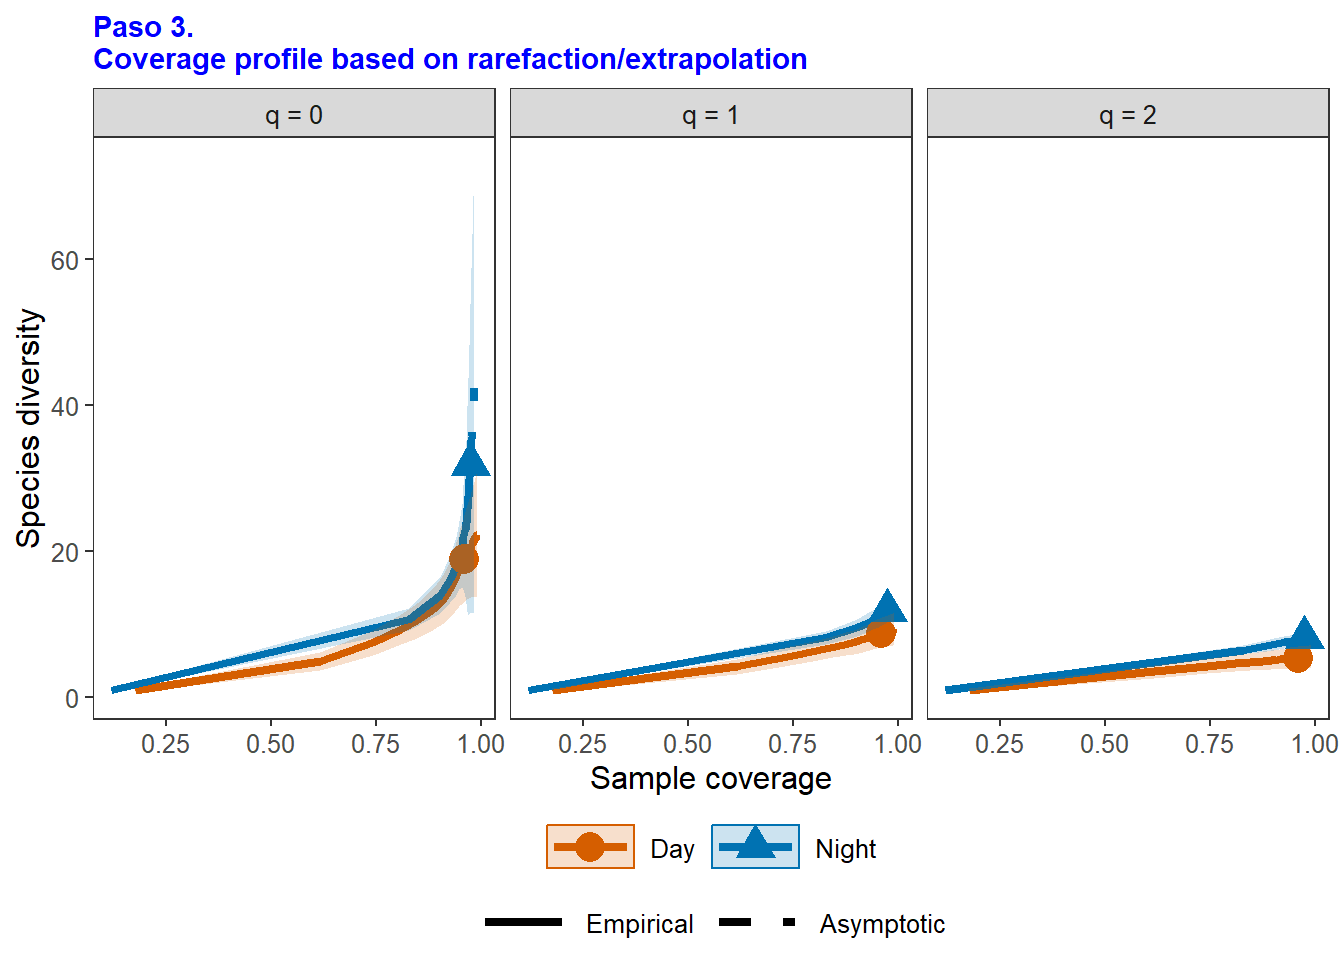 Paso 3.
Coverage profile based on rarefaction/extrapolation
q = 0
q = 1
q = 2
Species diversity
60
40
20
0
0.25 0.50 0.75 1.00
0.25 0.50 0.75 1.00
0.25 0.50 0.75 1.00
Sample coverage
Day Night
Empirical Asymptotic